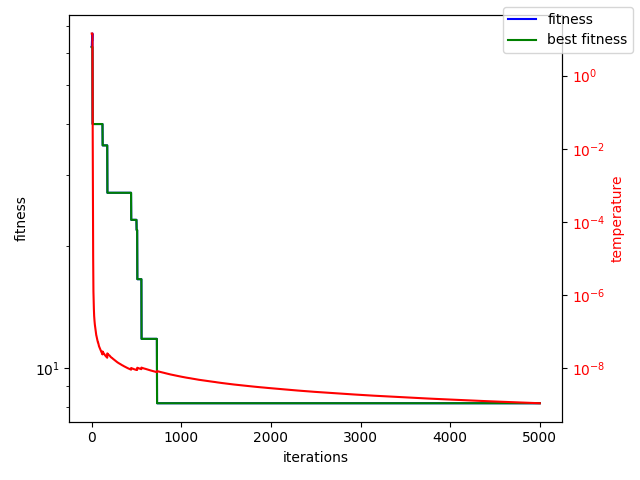 fitness
best fitness
fitness
10¹
10⁰
10⁻²
10⁻⁴
10⁻⁶
10⁻⁸
temperature
0 1000 2000 3000 4000 5000
iterations